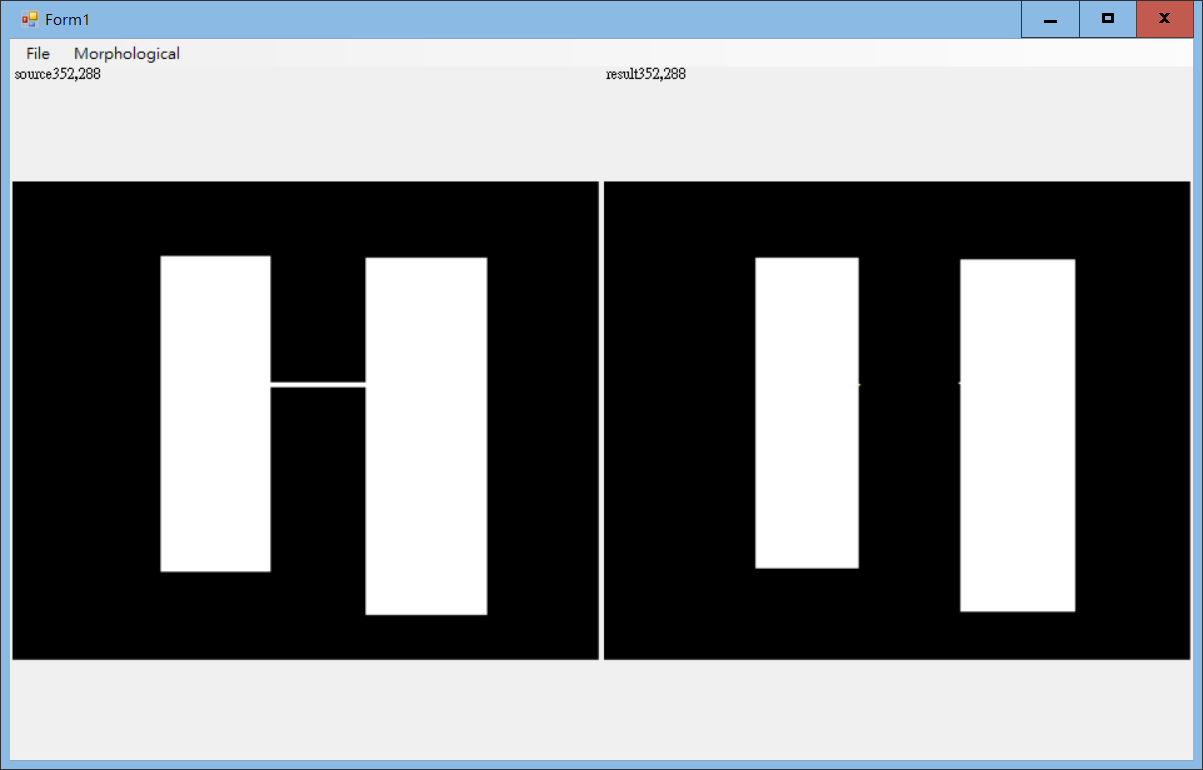 Form1
File Morphological
source352,288
result352,288